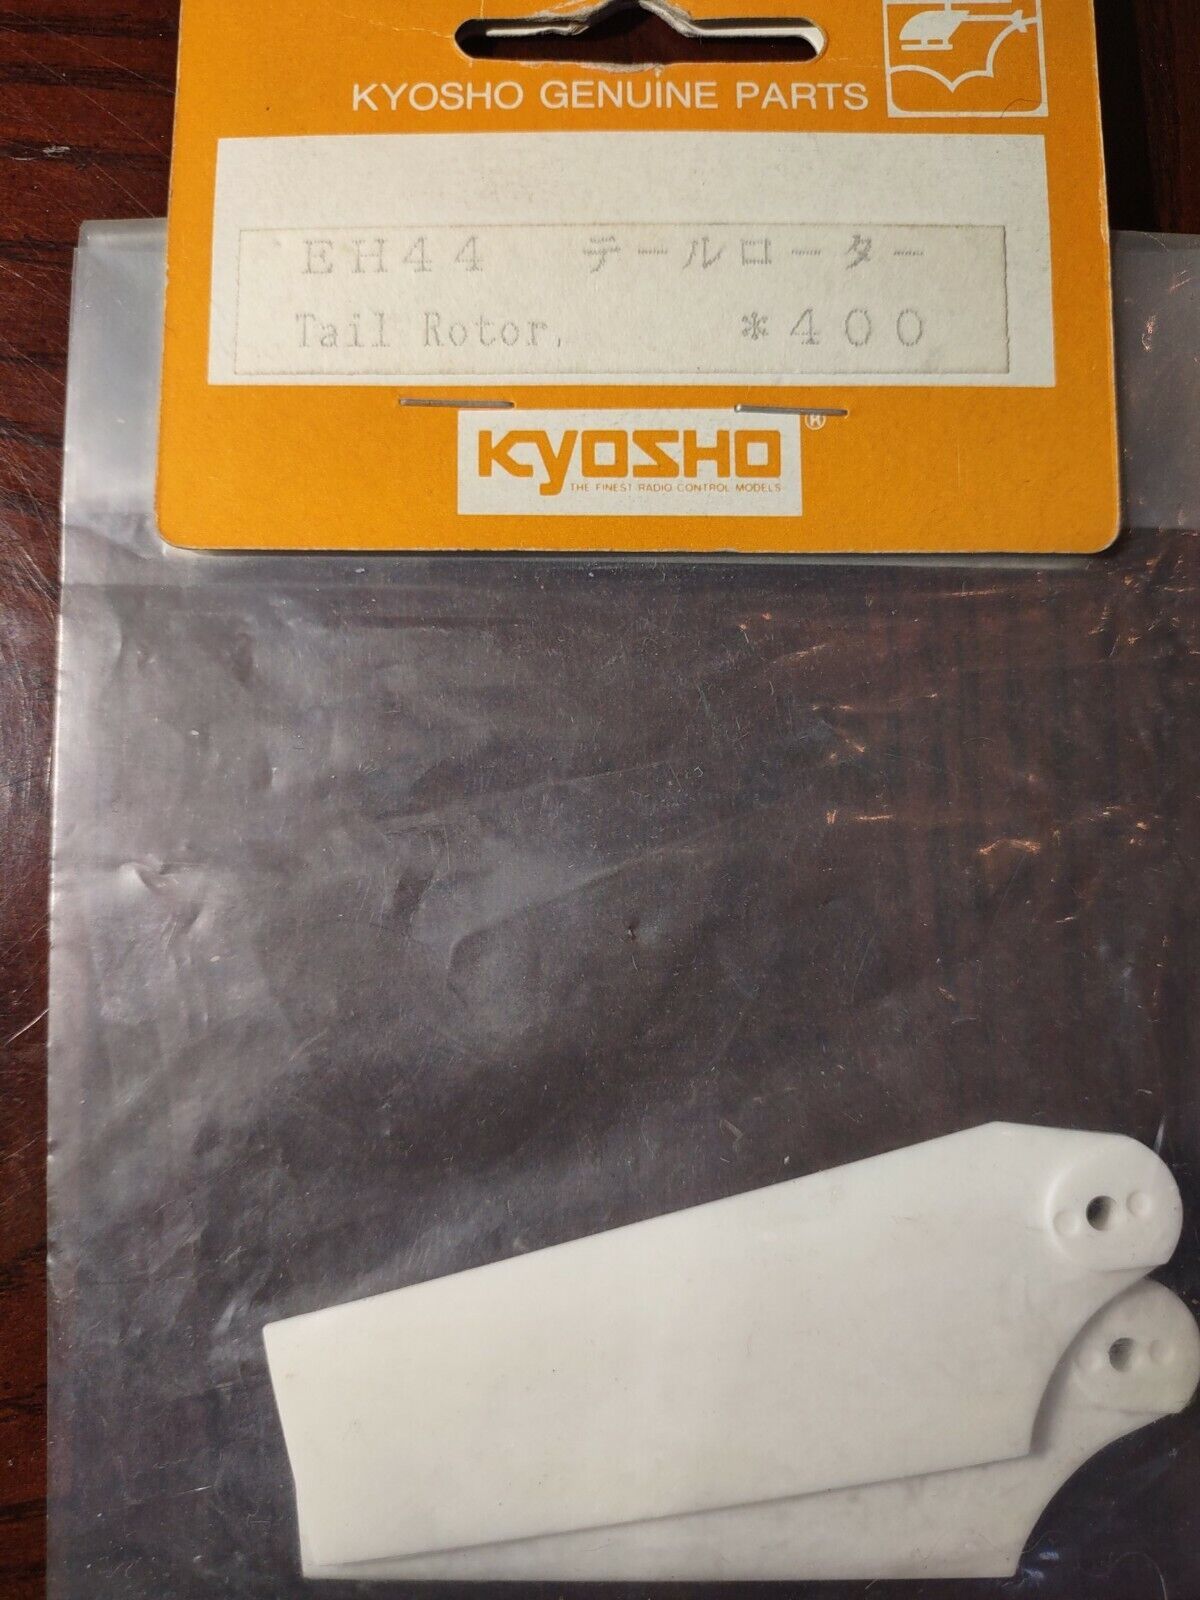 KYOSHO GENUINE PARTS
EH44 テールローター
Tail Rotor, *400
KYOSHO ®
THE FINEST RADIO CONTROL MODELS